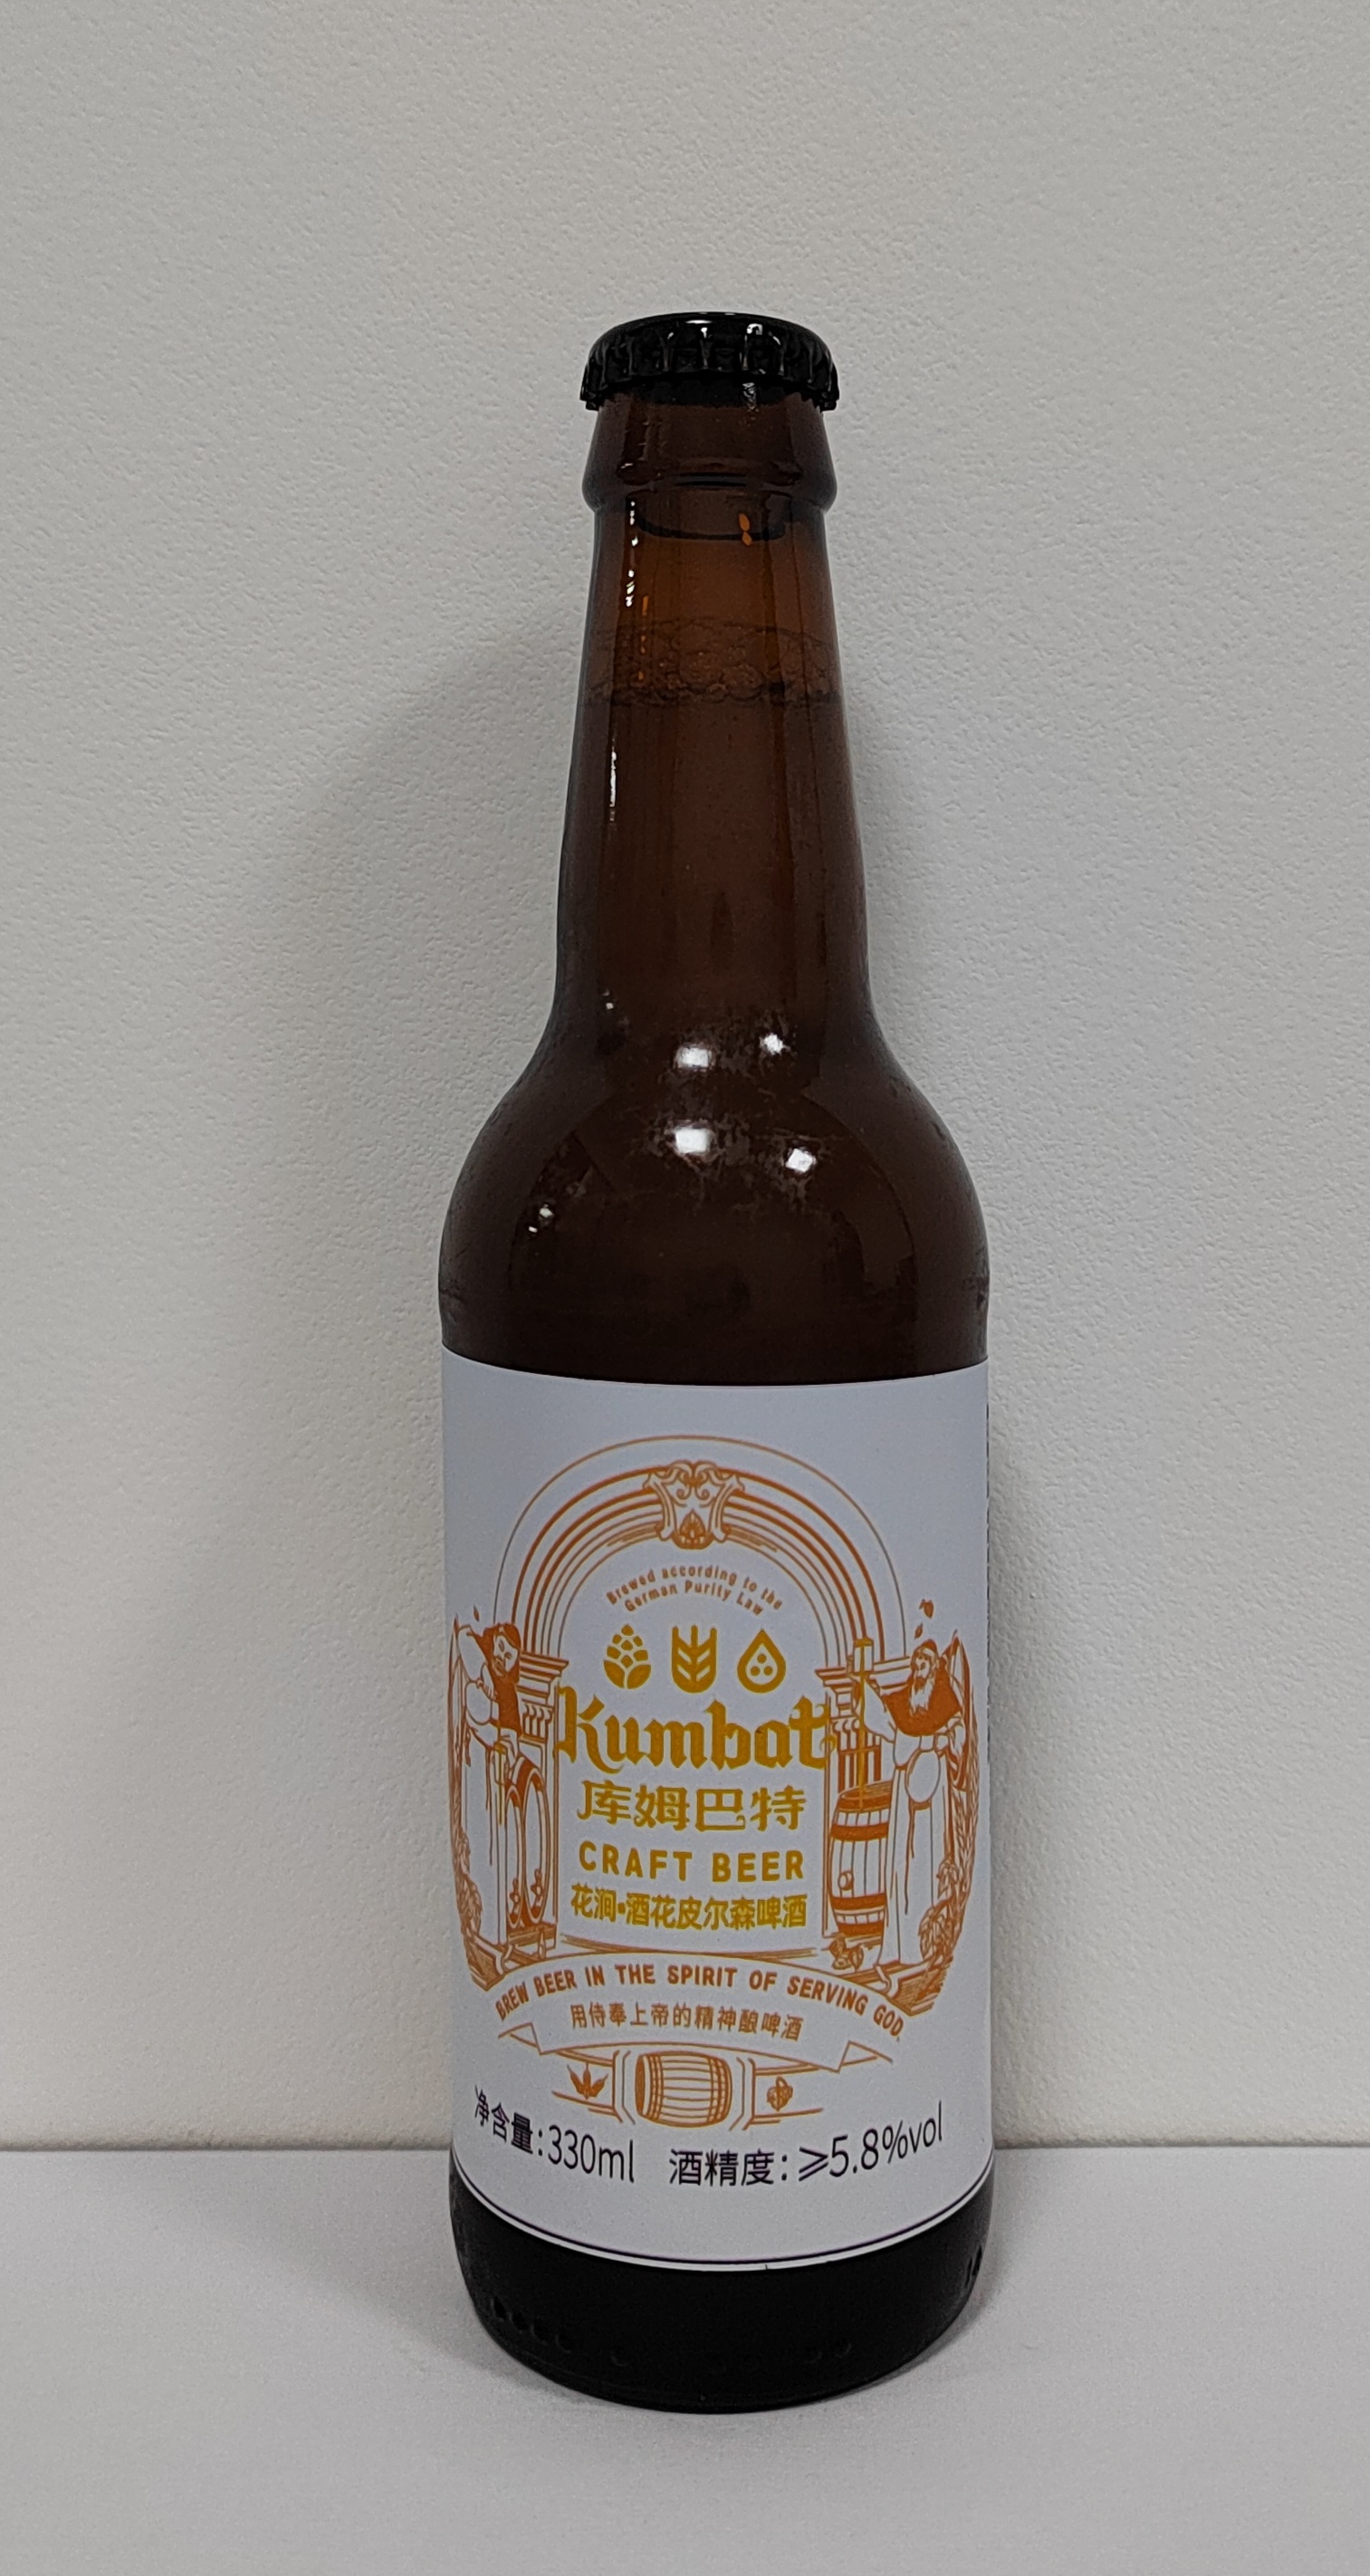 Brewed according to the
German Purity Law
Kumbat
库姆巴特
CRAFT BEER
花涧·酒花皮尔森啤酒
BREW BEER IN THE SPIRIT OF SERVING GOD.
用侍奉上帝的精神酿啤酒
净含量:330ml 酒精度:≥5.8%vol